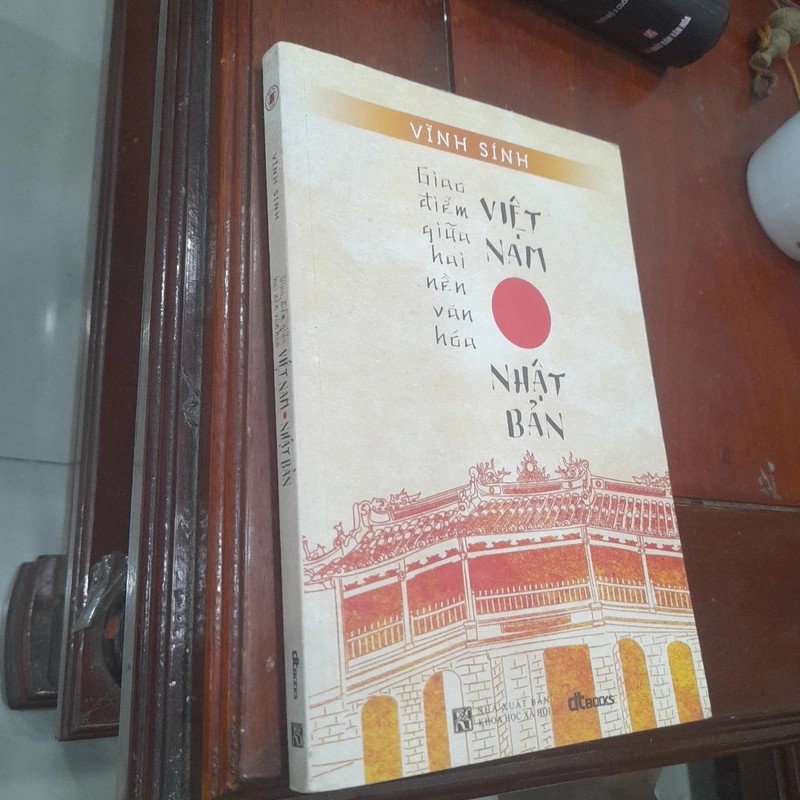 VĨNH SÍNH
Giao
điểm
giữa
hai
nền
văn
hóa
VIỆT
NAM
NHẬT
BẢN
NHÀ XUẤT BẢN
KHOA HỌC XÃ HỘI
dtBOOKS
VĨNH SÍNH
Giao điểm giữa
hai nền văn hóa
VIỆT NAM NHẬT BẢN
dtBOOKS